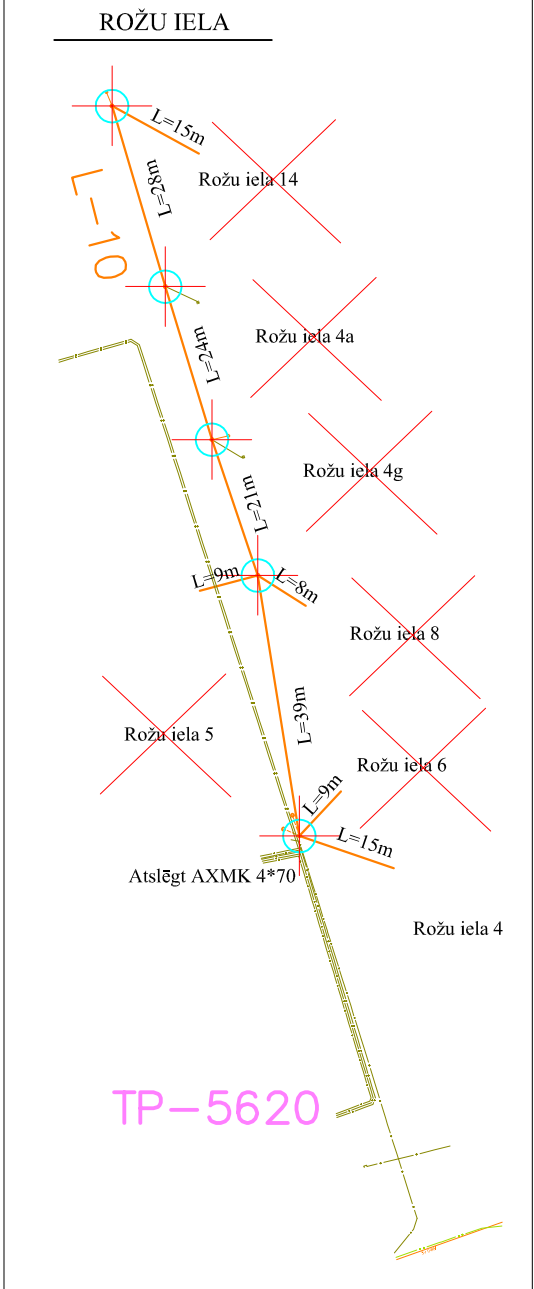 ROŽU IELA
L=15m
L=28m
Rožu iela 14
L-10
L=24m
Rožu iela 4a
Rožu iela 4g
L=21m
L=9m
L=8m
Rožu iela 8
L=39m
Rožu iela 5
Rožu iela 6
L=9m
L=15m
Atslēgt AXMK 4*70
Rožu iela 4
TP-5620